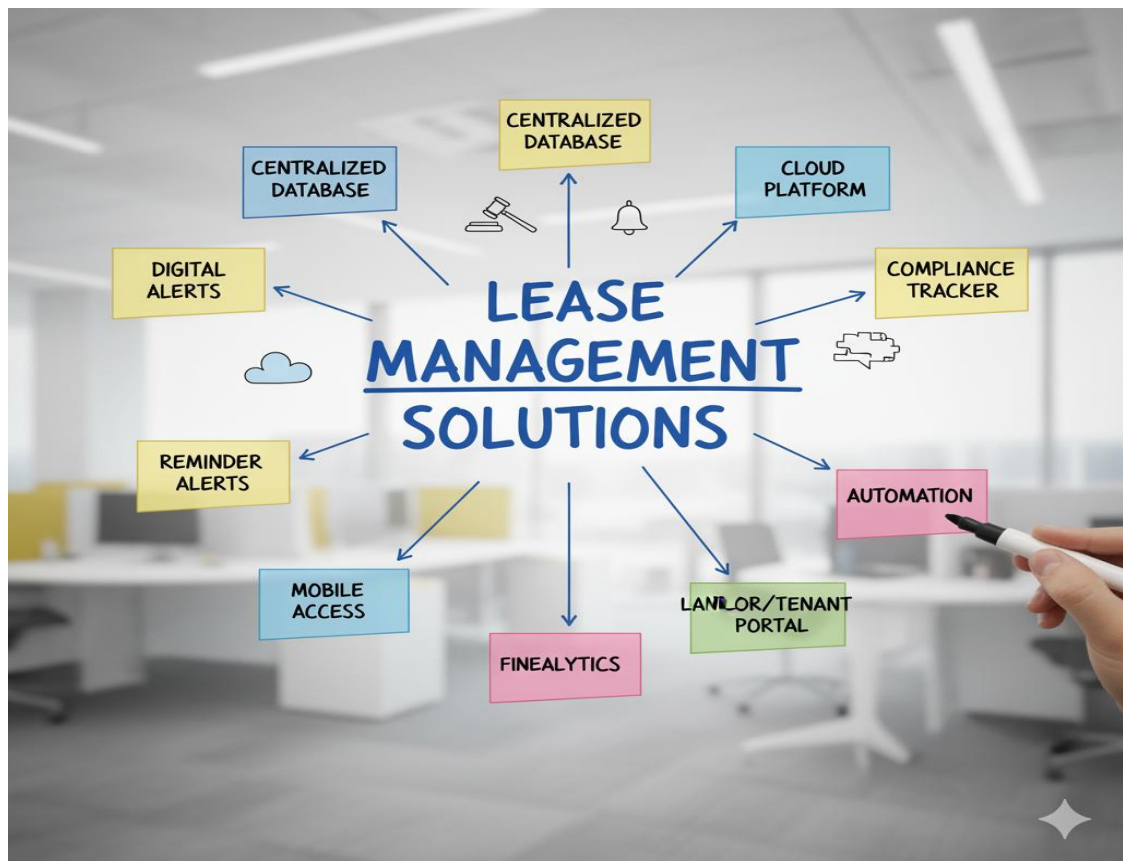 CENTRALIZED
DATABASE
CENTRALIZED
DATABASE
CLOUD
PLATFORM
DIGITAL
ALERTS
COMPLIANCE
TRACKER
LEASE
MANAGEMENT
SOLUTIONS
REMINDER
ALERTS
AUTOMATION
MOBILE
ACCESS
PORTAL
FINEALYTICS